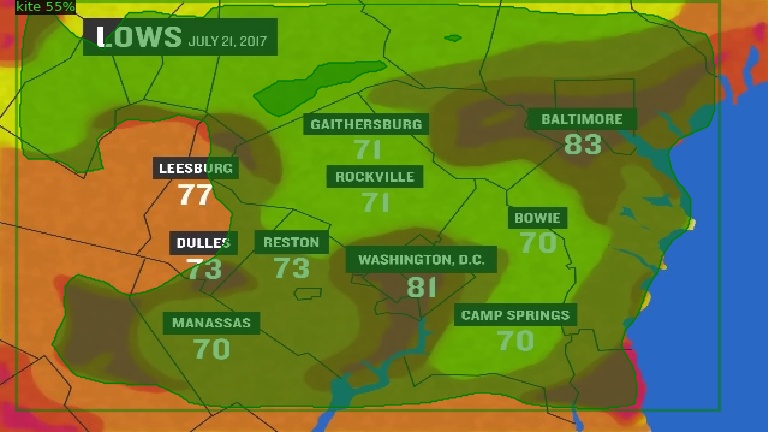 kite 55%
LOWS JULY 21, 2017
GAITHERSBURG
71
BALTIMORE
83
LEESBURG
77
ROCKVILLE
71
BOWIE
70
DULLES
73
RESTON
73
WASHINGTON, D.C.
81
MANASSAS
70
CAMP SPRINGS
70